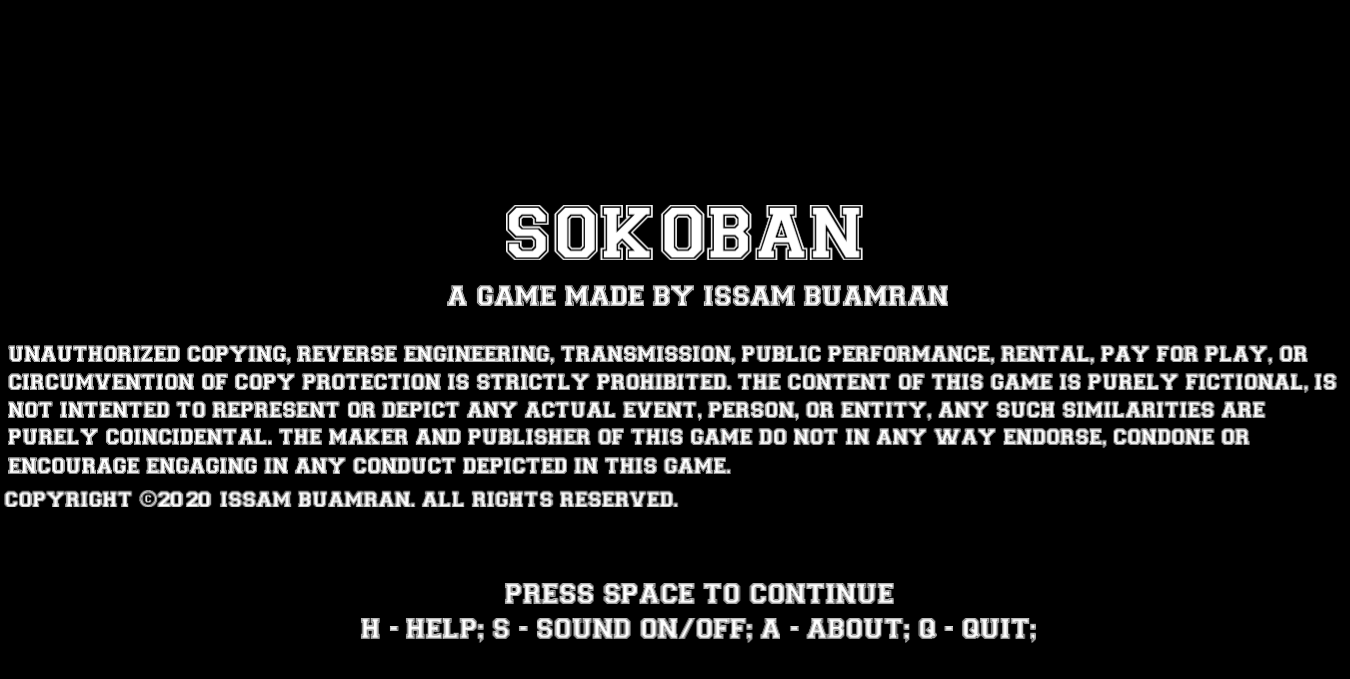 SOKOBAN
A GAME MADE BY ISSAM BUAMRAN
UNAUTHORIZED COPYING, REVERSE ENGINEERING, TRANSMISSION, PUBLIC PERFORMANCE, RENTAL, PAY FOR PLAY, OR
CIRCUMVENTION OF COPY PROTECTION IS STRICTLY PROHIBITED. THE CONTENT OF THIS GAME IS PURELY FICTIONAL, IS
NOT INTENTED TO REPRESENT OR DEPICT ANY ACTUAL EVENT, PERSON, OR ENTITY, ANY SUCH SIMILARITIES ARE
PURELY COINCIDENTAL. THE MAKER AND PUBLISHER OF THIS GAME DO NOT IN ANY WAY ENDORSE, CONDONE OR
ENCOURAGE ENGAGING IN ANY CONDUCT DEPICTED IN THIS GAME.
COPYRIGHT ©2020 ISSAM BUAMRAN. ALL RIGHTS RESERVED.
PRESS SPACE TO CONTINUE
H - HELP; S - SOUND ON/OFF; A - ABOUT; Q - QUIT;